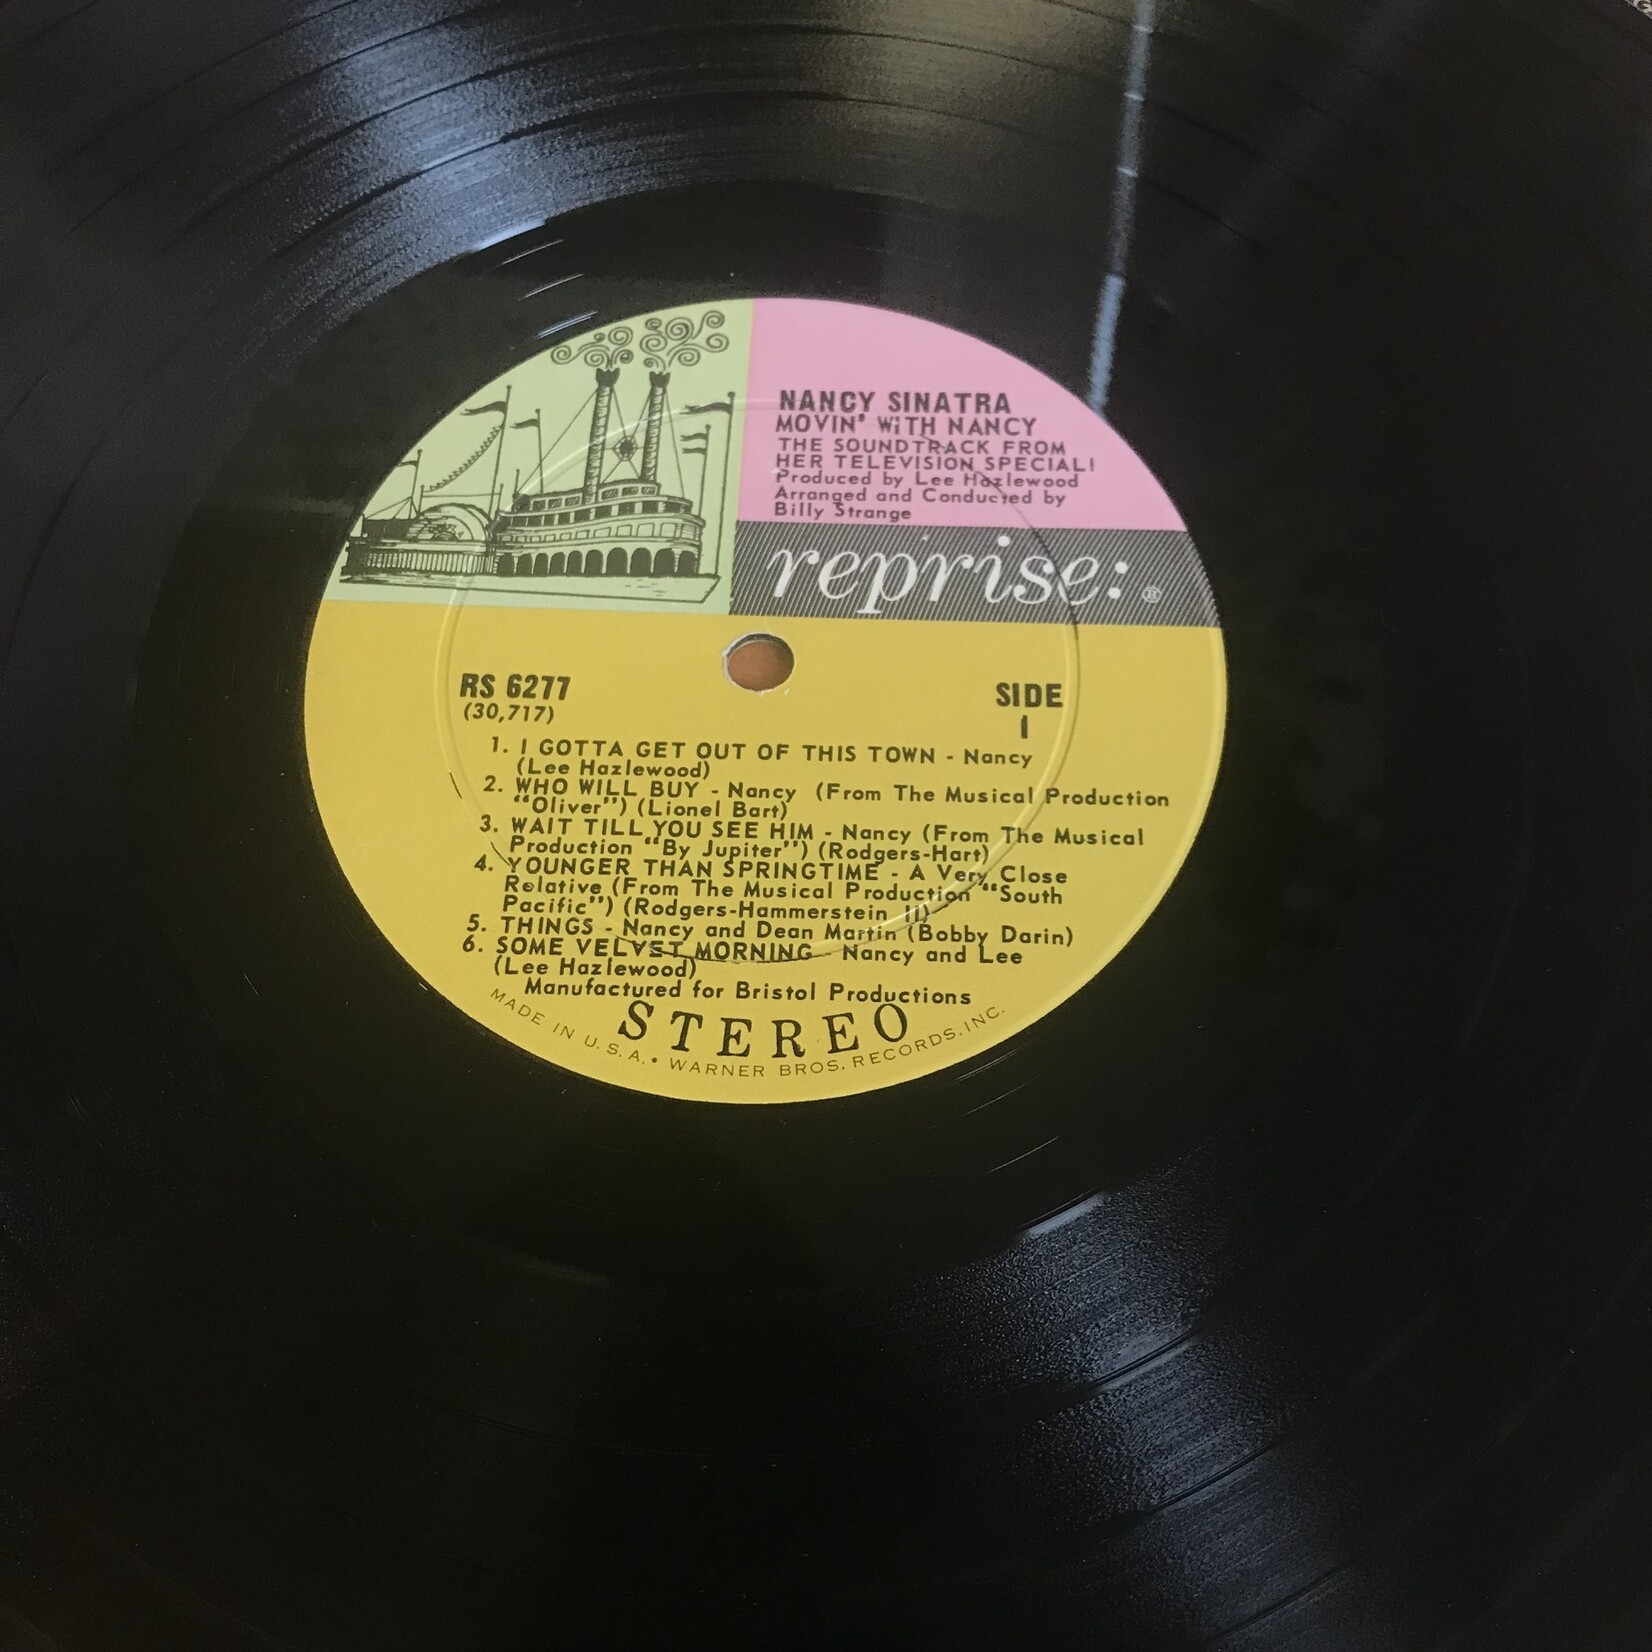 NANCY SINATRA
MOVIN' WiTH NANCY
THE SOUNDTRACK FROM
HER TELEVISION SPECIAL!
Produced by Lee Hazlewood
Arranged and Conducted by
Billy Strange
reprise: ®
RS 6277
(30,717)
SIDE
1
1. I GOTTA GET OUT OF THIS TOWN - Nancy
(Lee Hazlewood)
2. WHO WILL BUY - Nancy (From The Musical Production
"Oliver") (Lionel Bart)
3. WAIT TILL YOU SEE HIM - Nancy (From The Musical
Production "By Jupiter") (Rodgers-Hart)
4. YOUNGER THAN SPRINGTIME - A Very Close
Relative (From The Musical Production "South
Pacific") (Rodgers-Hammerstein II)
5. THINGS - Nancy and Dean Martin (Bobby Darin)
6. SOME VELVET MORNING - Nancy and Lee
(Lee Hazlewood)
Manufactured for Bristol Productions
STEREO
MADE IN U.S.A. • WARNER BROS. RECORDS, INC.